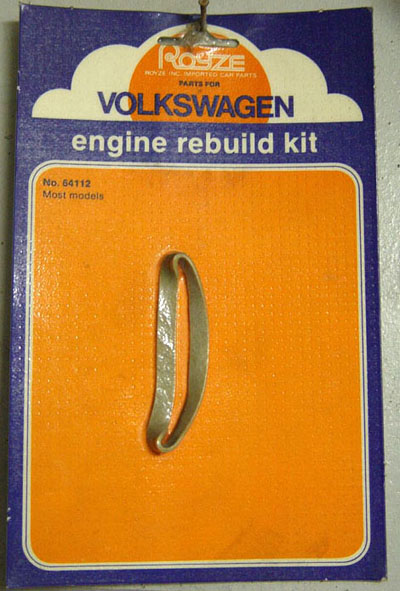 ROYZE
ROYZE INC. IMPORTED CAR PARTS
PARTS FOR
VOLKSWAGEN
engine rebuild kit
No. 64112
Most models